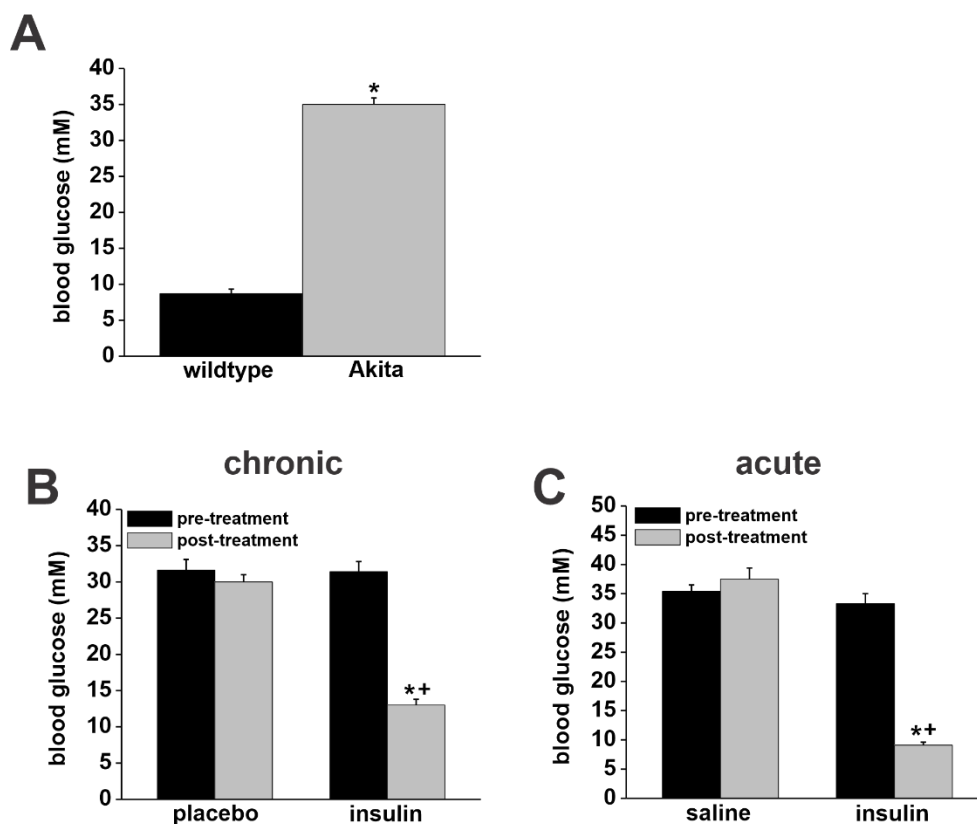 A
blood glucose (mM)
40
35
30
25
20
15
10
5
0
*
wildtype
Akita
B
chronic
blood glucose (mM)
40
35
30
25
20
15
10
5
0
pre-treatment
post-treatment
*+
placebo
insulin
C
acute
blood glucose (mM)
50
45
40
35
30
25
20
15
10
5
0
pre-treatment
post-treatment
*+
saline
insulin